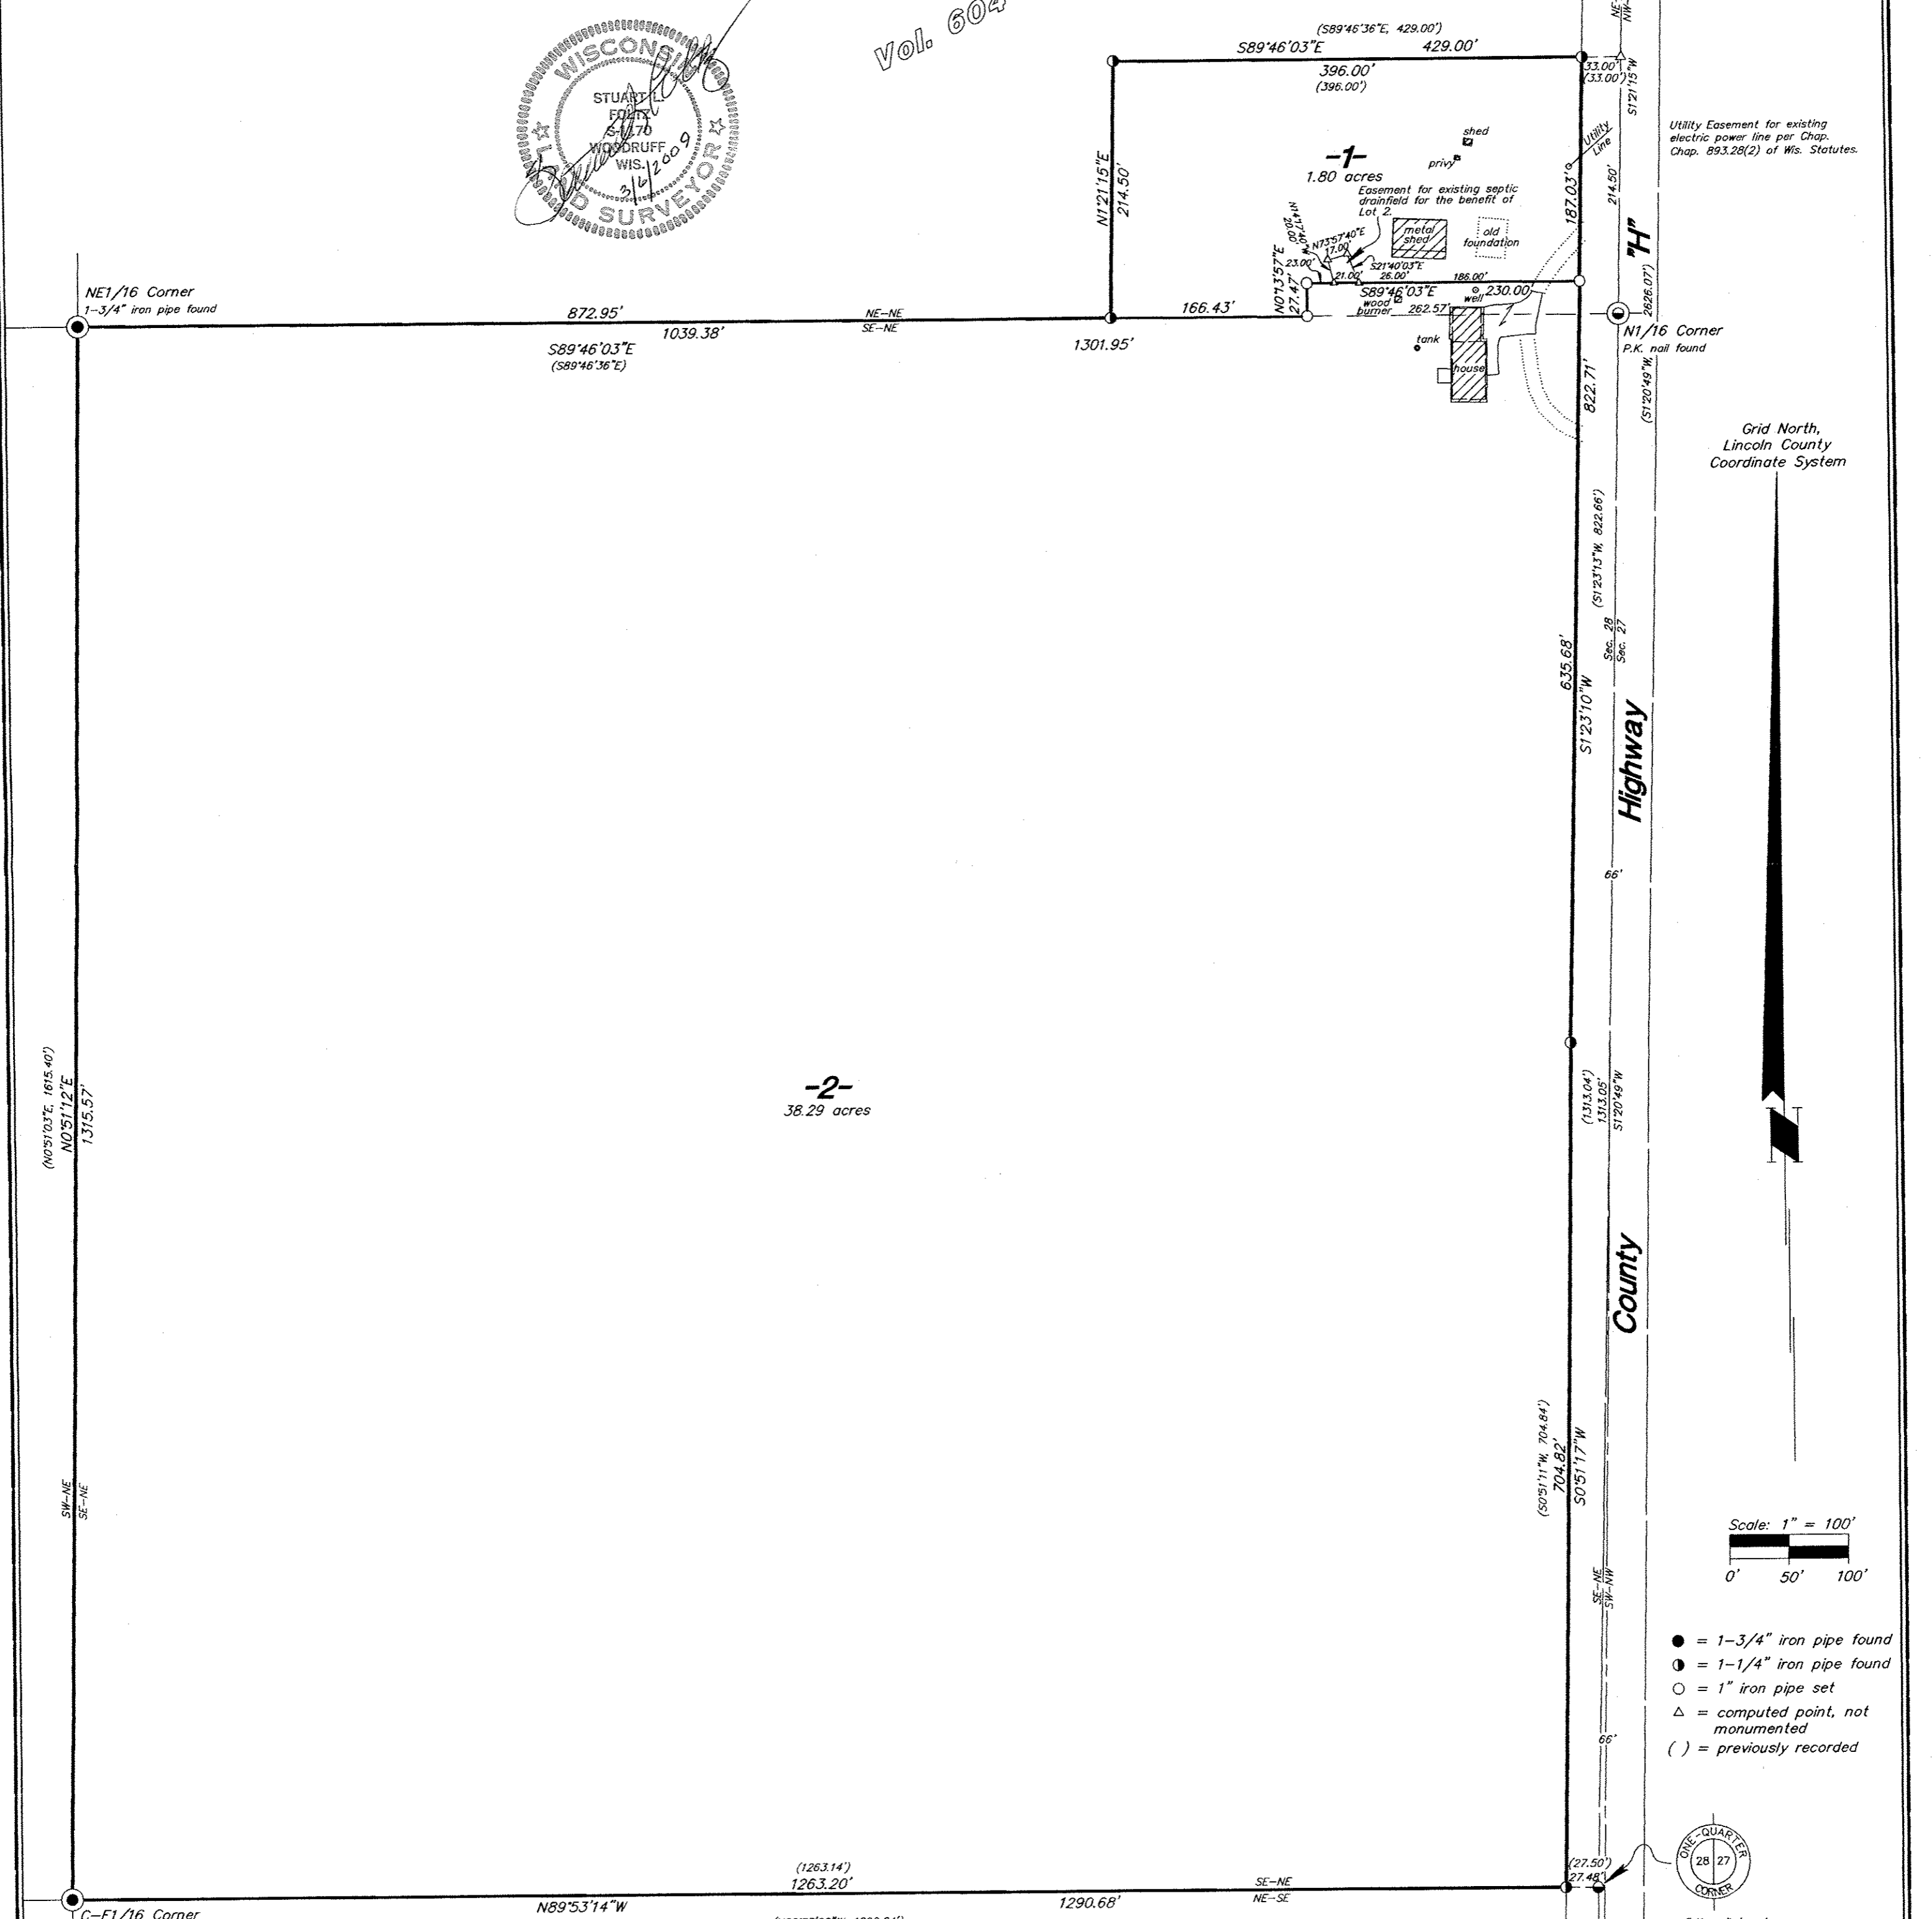 Vol. 604
WISCONSIN
STUART L.
FOLTZ
S-1170
WOODRUFF
WIS.
LAND SURVEYOR
3/6/2009
(S89°46'36"E, 429.00')
S89°46'03"E 429.00'
396.00'
(396.00')
33.00'
(33.00')
S1°21'15"W
214.50'
N1°21'15"E
214.50'
-1-
1.80 acres
shed
privy
Utility
Line
187.03'
Utility Easement for existing
electric power line per Chap.
Chap. 893.28(2) of Wis. Statutes.
Easement for existing septic
drainfield for the benefit of
Lot 2.
metal
shed
old
foundation
N14°17'40"W
20.00'
N73°57'40"E
17.00'
23.00'
21.00'
S21°40'03"E
26.00'
186.00'
N0°13'57"E
27.47'
S89°46'03"E
230.00'
well
wood
burner
262.57'
tank
house
"H"
(S1°20'49"W, 2626.07')
N1/16 Corner
P.K. nail found
NE1/16 Corner
1-3/4" iron pipe found
872.95'
1039.38'
NE-NE
SE-NE
166.43'
1301.95'
S89°46'03"E
(S89°46'36"E)
822.71'
(S1°23'13"W, 822.66')
Sec. 28
Sec. 27
635.68'
S1°23'10"W
Highway
66'
Grid North,
Lincoln County
Coordinate System
N
(N0°51'03"E, 1615.40')
N0°51'12"E
1315.57'
-2-
38.29 acres
(1313.04')
1313.05'
S1°20'49"W
County
(S0°51'11"W, 704.84')
704.82'
S0°51'17"W
SW-NE
SE-NE
SE-NE
SW-NW
66'
Scale: 1" = 100'
0' 50' 100'
= 1-3/4" iron pipe found
= 1-1/4" iron pipe found
= 1" iron pipe set
= computed point, not
monumented
( ) = previously recorded
ONE-QUARTER
28 27
CORNER
(27.50')
27.48'
(1263.14')
1263.20'
N89°53'14"W
1290.68'
SE-NE
NE-SE
C-E1/16 Corner